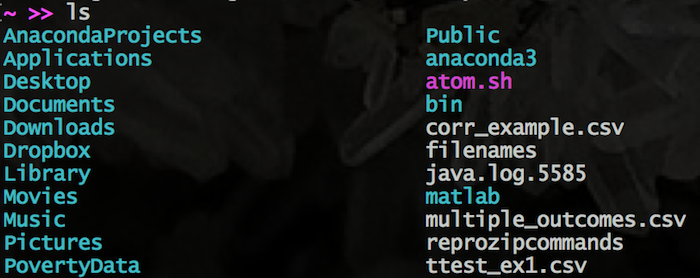 ~ >> ls
AnacondaProjects Public
Applications anaconda3
Desktop atom.sh
Documents bin
Downloads corr_example.csv
Dropbox filenames
Library java.log.5585
Movies matlab
Music multiple_outcomes.csv
Pictures reprozipcommands
PovertyData ttest_ex1.csv